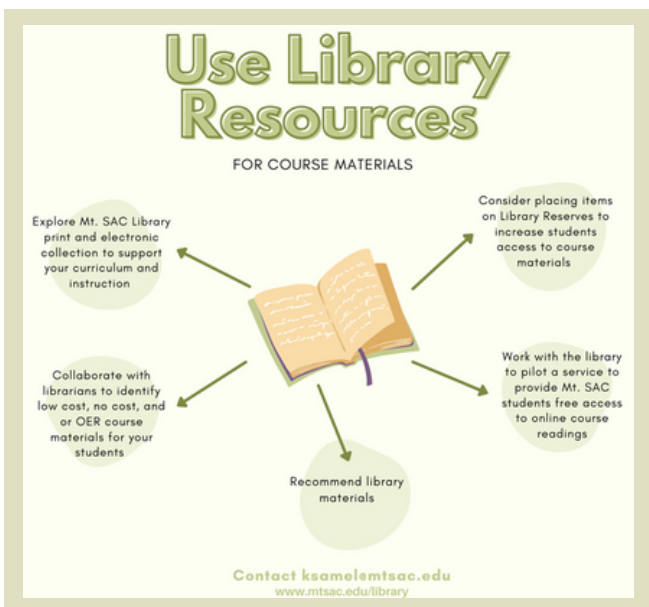 Use Library
Resources
FOR COURSE MATERIALS
Explore Mt. SAC Library
print and electronic
collection to support
your curriculum and
instruction
Consider placing items
on Library Reserves to
increase students
access to course
materials
Collaborate with
librarians to identify
low cost, no cost, and
or OER course
materials for your
students
Work with the library
to pilot a service to
provide Mt. SAC
students free access
to online course
readings
Recommend library
materials
Contact ksamel@mtsac.edu
www.mtsac.edu/library